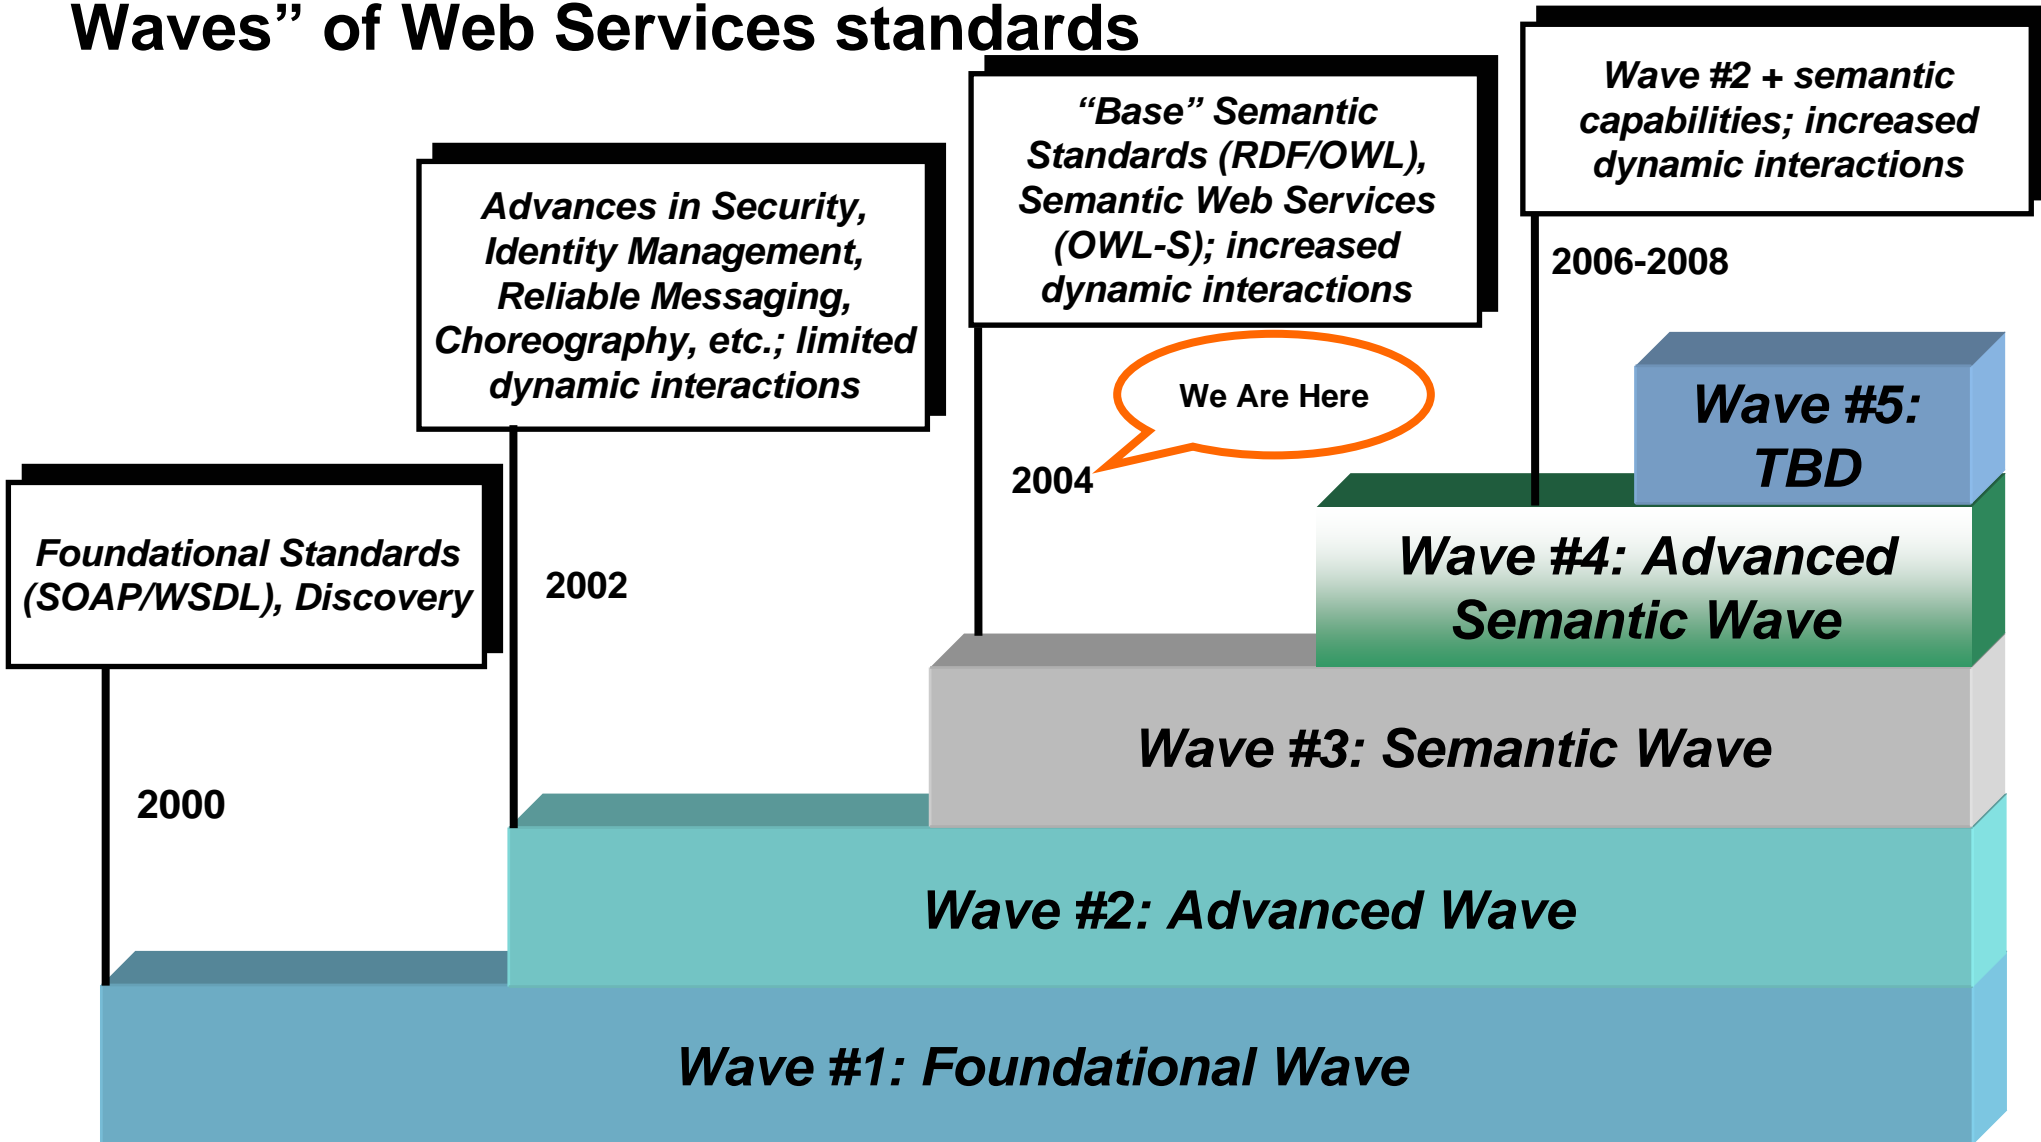 Waves” of Web Services standards
Wave #2 + semantic
capabilities; increased
dynamic interactions
“Base” Semantic
Standards (RDF/OWL),
Semantic Web Services
(OWL-S); increased
dynamic interactions
Advances in Security,
Identity Management,
Reliable Messaging,
Choreography, etc.; limited
dynamic interactions
2006-2008
We Are Here
2004
Wave #5:
TBD
Foundational Standards
(SOAP/WSDL), Discovery
2002
Wave #4: Advanced
Semantic Wave
Wave #3: Semantic Wave
2000
Wave #2: Advanced Wave
Wave #1: Foundational Wave